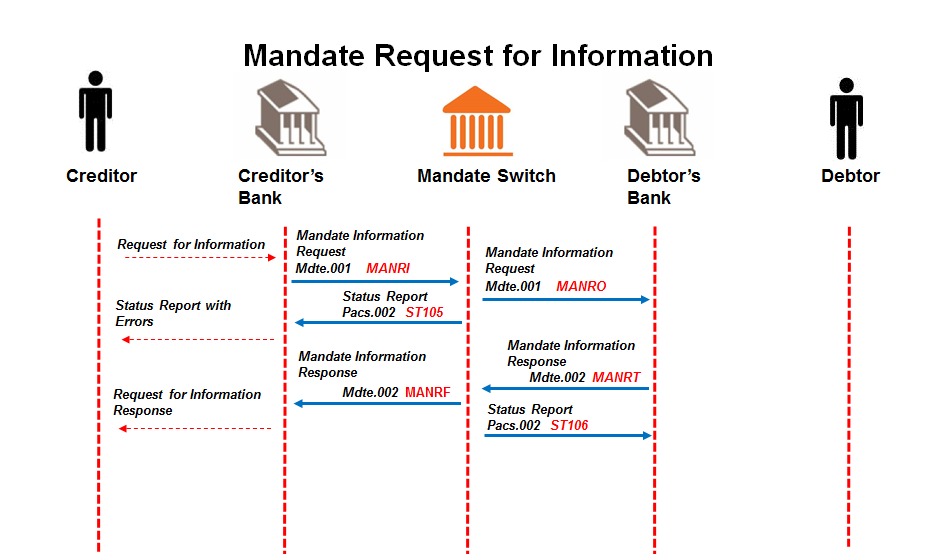 Mandate Request for Information
Creditor
Creditor's
Bank
Mandate Switch
Debtor's
Bank
Debtor
Request for Information
Mandate Information
Request
Mdte.001 MANRI
Mandate Information
Request
Mdte.001 MANRO
Status Report
Pacs.002 ST105
Status Report with
Errors
Mandate Information
Response
Mdte.002 MANRT
Mandate Information
Response
Mdte.002 MANRF
Request for Information
Response
Status Report
Pacs.002 ST106